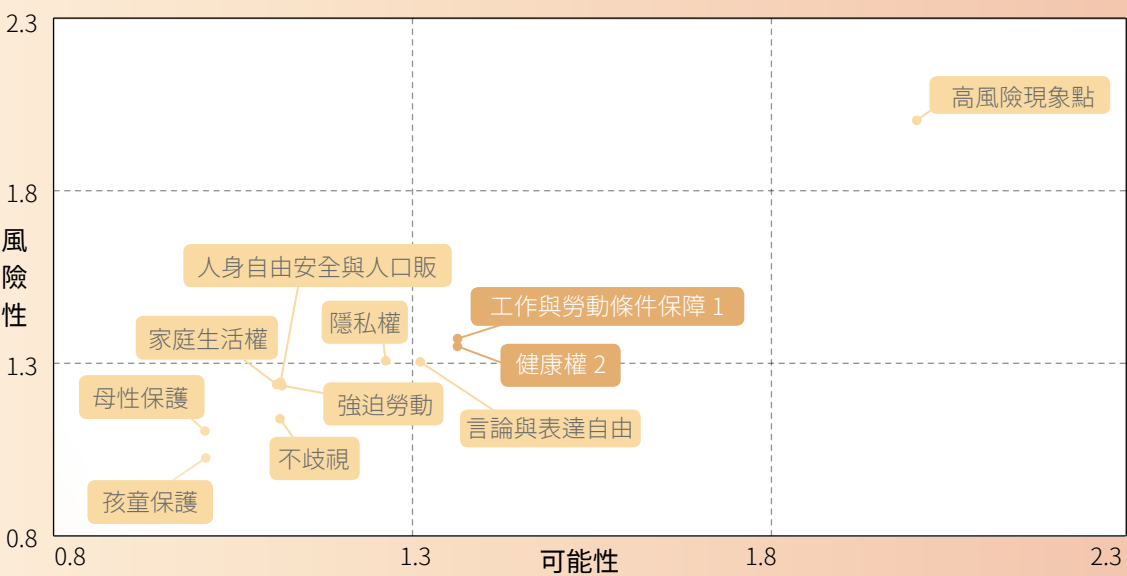 2.3
高風險現象點
1.8
風險性
人身自由安全與人口販
工作與勞動條件保障 1
隱私權
家庭生活權
健康權 2
1.3
母性保護
強迫勞動
言論與表達自由
不歧視
孩童保護
0.8
0.8
1.3
可能性
1.8
2.3